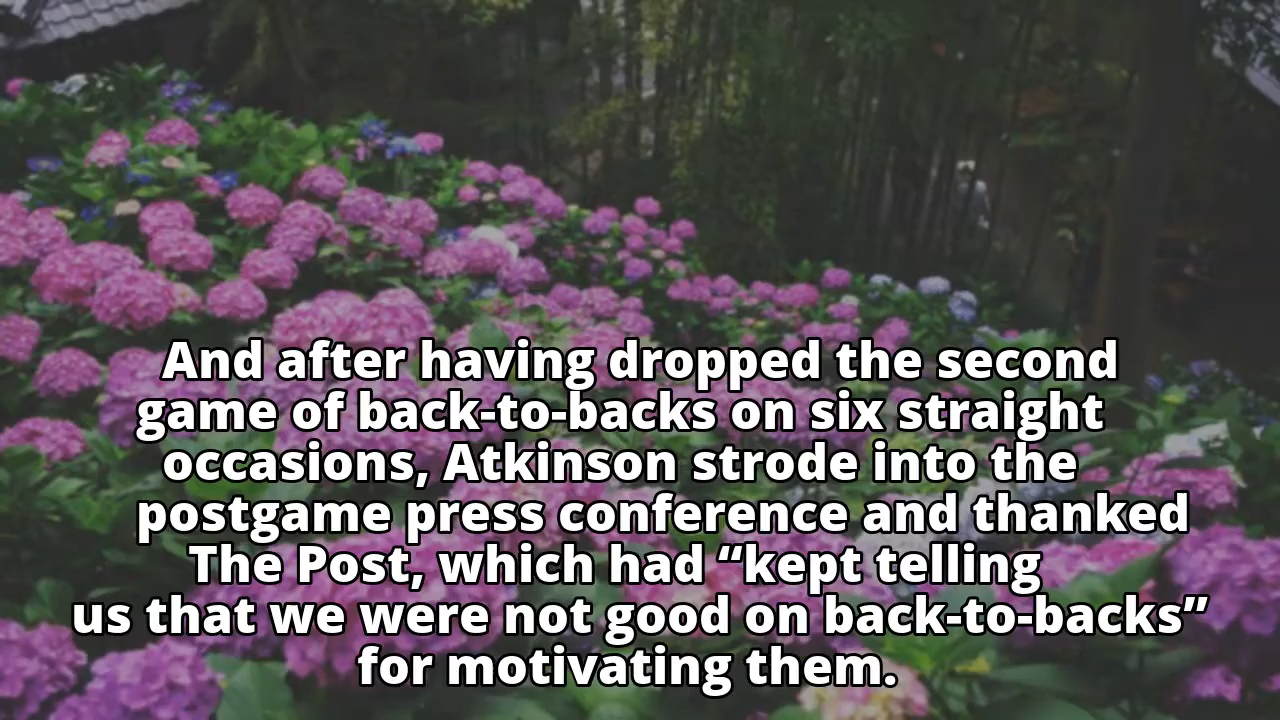 And after having dropped the second
game of back-to-backs on six straight
occasions, Atkinson strode into the
postgame press conference and thanked
The Post, which had “kept telling
us that we were not good on back-to-backs”
for motivating them.